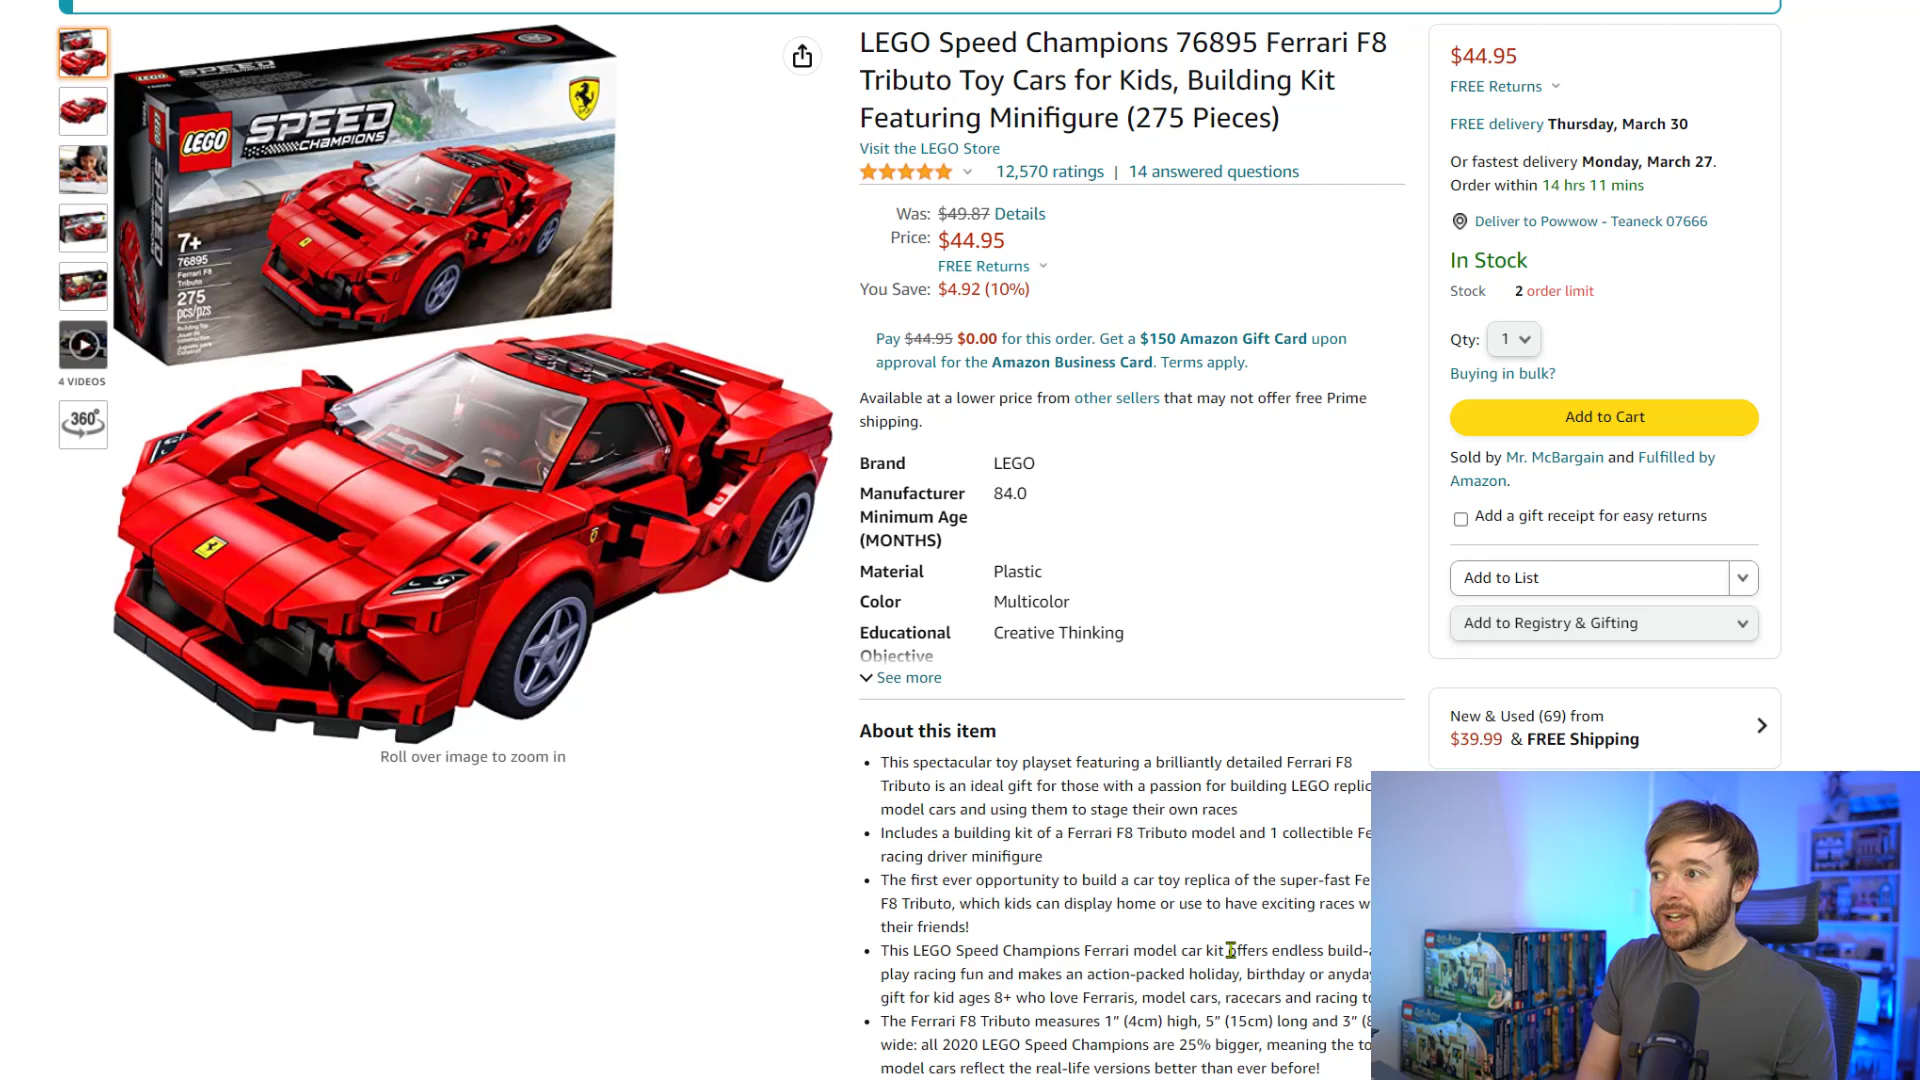 LEGO
SPEED
CHAMPIONS
7+
76895
Ferrari F8
Tributo
275
pcs/pzs
4 VIDEOS
360°
Roll over image to zoom in
LEGO Speed Champions 76895 Ferrari F8
Tributo Toy Cars for Kids, Building Kit
Featuring Minifigure (275 Pieces)
Visit the LEGO Store
12,570 ratings | 14 answered questions
Was: $49.87 Details
Price: $44.95
FREE Returns
You Save: $4.92 (10%)
Pay $44.95 $0.00 for this order. Get a $150 Amazon Gift Card upon
approval for the Amazon Business Card. Terms apply.
Available at a lower price from other sellers that may not offer free Prime
shipping.
Brand LEGO
Manufacturer 84.0
Minimum Age
(MONTHS)
Material Plastic
Color Multicolor
Educational Creative Thinking
Objective
See more
About this item
• This spectacular toy playset featuring a brilliantly detailed Ferrari F8
Tributo is an ideal gift for those with a passion for building LEGO replic
model cars and using them to stage their own races
• Includes a building kit of a Ferrari F8 Tributo model and 1 collectible Fe
racing driver minifigure
• The first ever opportunity to build a car toy replica of the super-fast Fe
F8 Tributo, which kids can display home or use to have exciting races w
their friends!
• This LEGO Speed Champions Ferrari model car kit offers endless build-
play racing fun and makes an action-packed holiday, birthday or anyda
gift for kid ages 8+ who love Ferraris, model cars, racecars and racing t
• The Ferrari F8 Tributo measures 1” (4cm) high, 5” (15cm) long and 3” (8
wide: all 2020 LEGO Speed Champions are 25% bigger, meaning the to
model cars reflect the real-life versions better than ever before!
$44.95
FREE Returns
FREE delivery Thursday, March 30
Or fastest delivery Monday, March 27.
Order within 14 hrs 11 mins
Deliver to Powwow - Teaneck 07666
In Stock
Stock 2 order limit
Qty: 1
Buying in bulk?
Add to Cart
Sold by Mr. McBargain and Fulfilled by
Amazon.
Add a gift receipt for easy returns
Add to List
Add to Registry & Gifting
New & Used (69) from
$39.99 & FREE Shipping